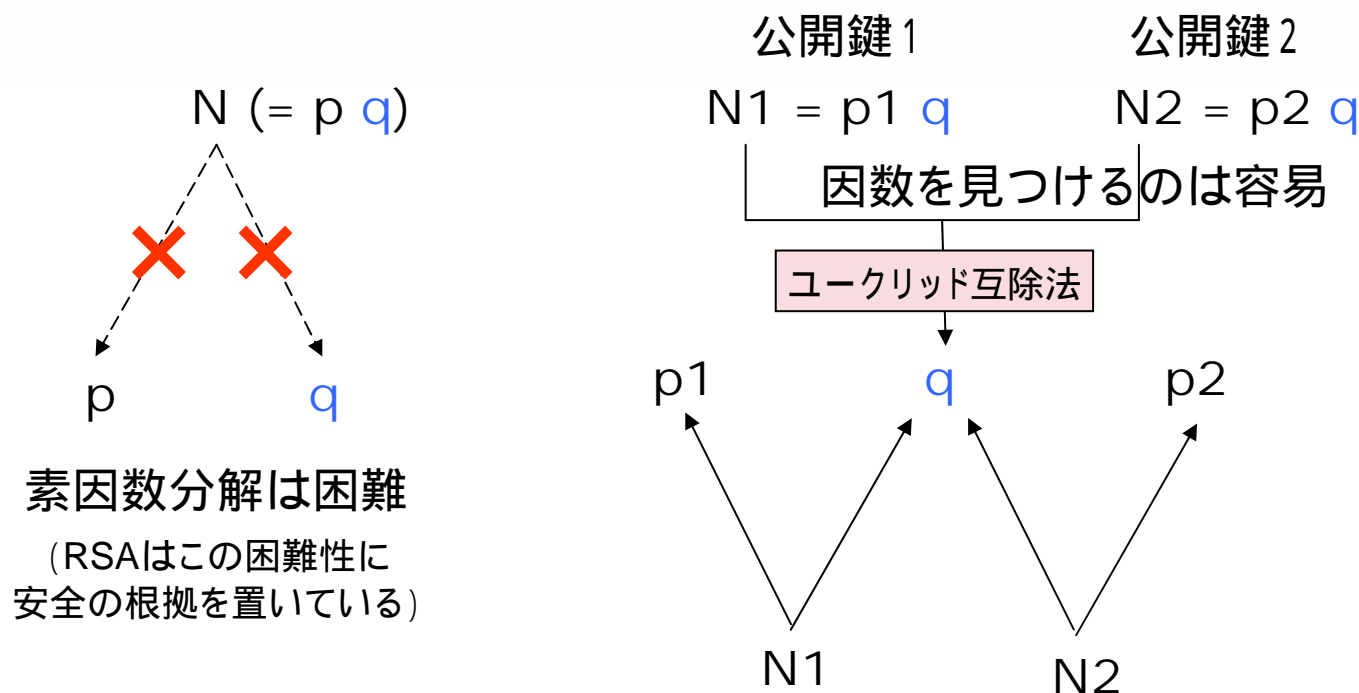 N (= p q)
p
q
素因数分解は困難
(RSAはこの困難性に
安全の根拠を置いている)
公開鍵1
公開鍵2
N1 = p1 q
N2 = p2 q
因数を見つけるのは容易
ユークリッド互除法
p1
q
p2
N1
N2